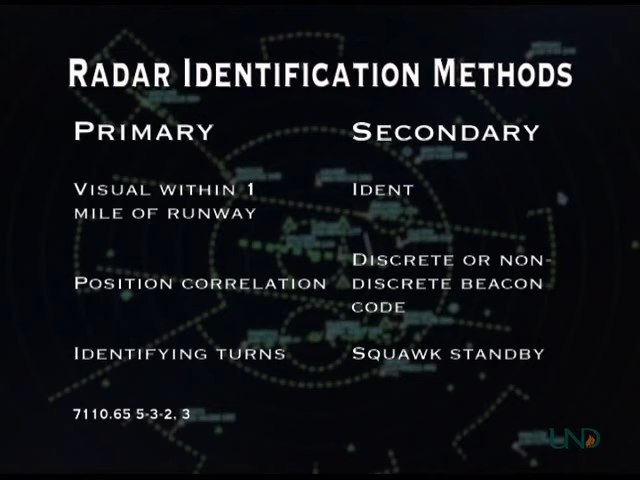 RADAR IDENTIFICATION METHODS
PRIMARY
VISUAL WITHIN 1
MILE OF RUNWAY
POSITION CORRELATION
IDENTIFYING TURNS
SECONDARY
IDENT
DISCRETE OR NON-
DISCRETE BEACON
CODE
SQUAWK STANDBY
7110.65 5-3-2, 3
UND